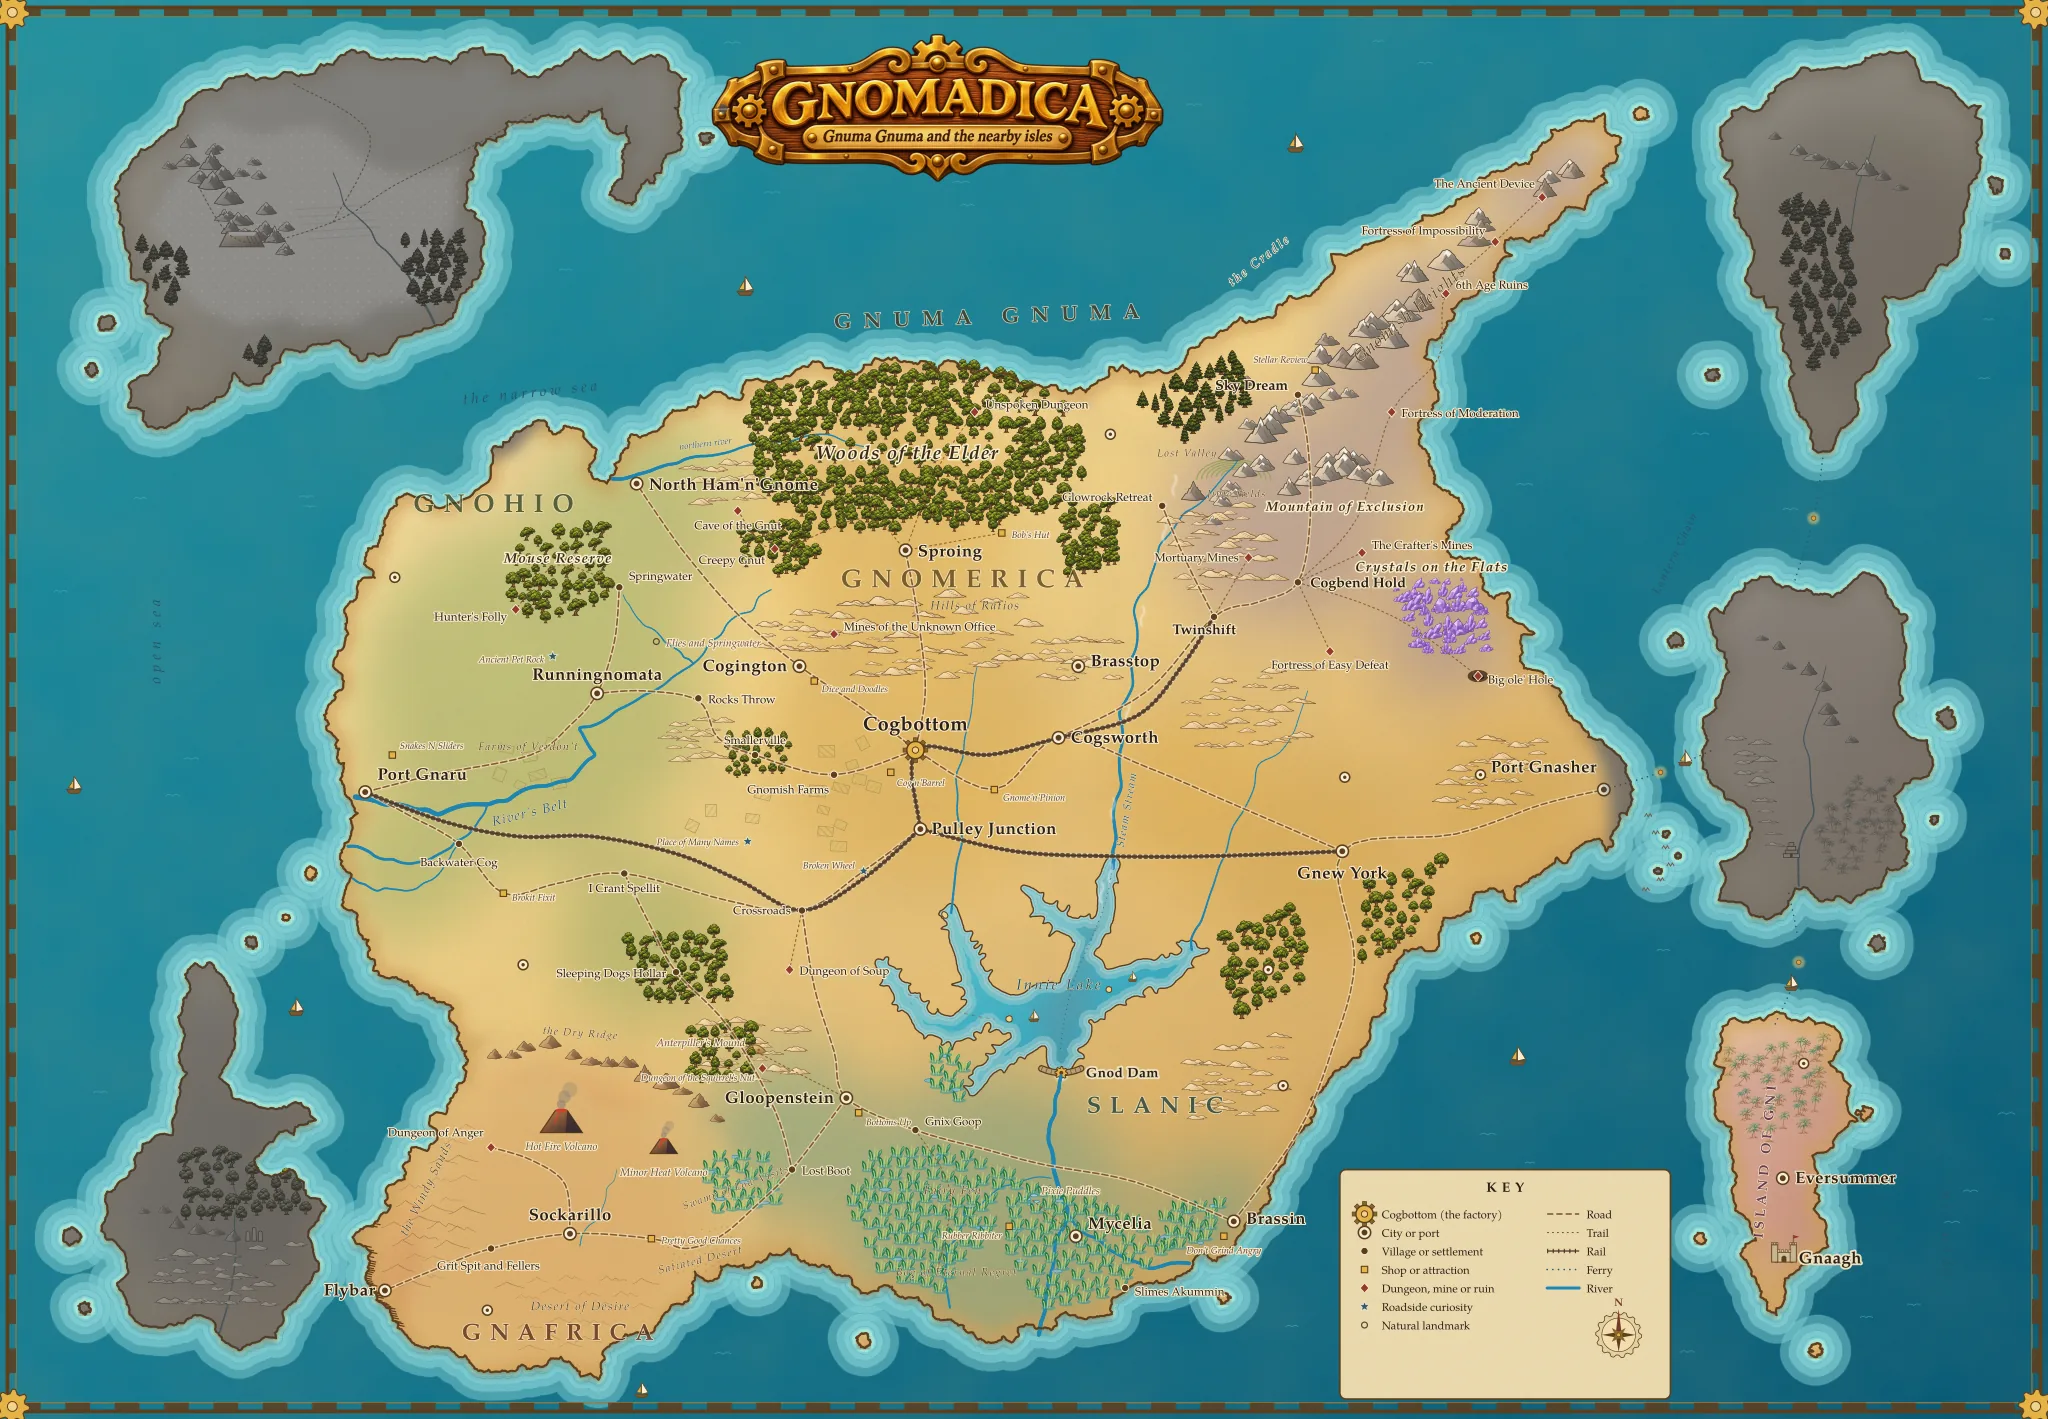 GNOMADICA
Gnuma Gnuma and the nearby isles
The Ancient Device
Fortress of Impossibility
the Cradle
6th Age Ruins
GNUMA GNUMA
Stellar Review
Sky Dream
the narrow sea
Unspoken Dungeon
Fortress of Moderation
northern river
Woods of the Elder
Lost Valley
North Ham'n'Gnome
Glowrock Retreat
GNOHIO
Mountain of Exclusion
Cave of the Gnut
Bob's Hut
Sproing
Mouse Reserve
Creepy Gnut
Mortuary Mines
The Crafter's Mines
Crystals on the Flats
Springwater
GNOMERICA
Cogbend Hold
Hills of Ratios
Hunter's Folly
Mines of the Unknown Office
Twinshift
open sea
Flies and Springwater
Ancient Pet Rock
Cogington
Brasstop
Fortress of Easy Defeat
Runningnomata
Dice and Doodles
Big ole' Hole
Rocks Throw
Cogbottom
Smallerville
Cogsworth
Snakes N Sliders
Farms of Verdon't
Port Gnaru
Port Gnasher
Cog'n'Barrel
Gnomish Farms
Gnome'n'Pinion
River's Belt
Steam Stream
Pulley Junction
Place of Many Names
Broken Wheel
Backwater Cog
Gnew York
I Crant Spellit
Brokit Fixit
Crossroads
Sleeping Dogs Hollar
Dungeon of Soup
Innie Lake
the Dry Ridge
Anterpiller's Mound
Gnod Dam
Dungeon of the Squirrel's Nut
Gloopenstein
SLANIC
Bottoms Up
Gnix Goop
Dungeon of Anger
Hot Fire Volcano
Minor Heat Volcano
Lost Boot
the Windy Sands
Pixie Puddles
ISLAND OF GNI
Eversummer
Sockarillo
Mycelia
Brassin
Rubber Ribbiter
Pretty Good Chances
Don't Grind Angry
Satiated Desert
Grit Spit and Fellers
Gnaagh
Flybar
Slimes Akummin
Desert of Desire
GNAFRICA
KEY
Cogbottom (the factory)
City or port
Village or settlement
Shop or attraction
Dungeon, mine or ruin
Roadside curiosity
Natural landmark
Road
Trail
Rail
Ferry
River
N